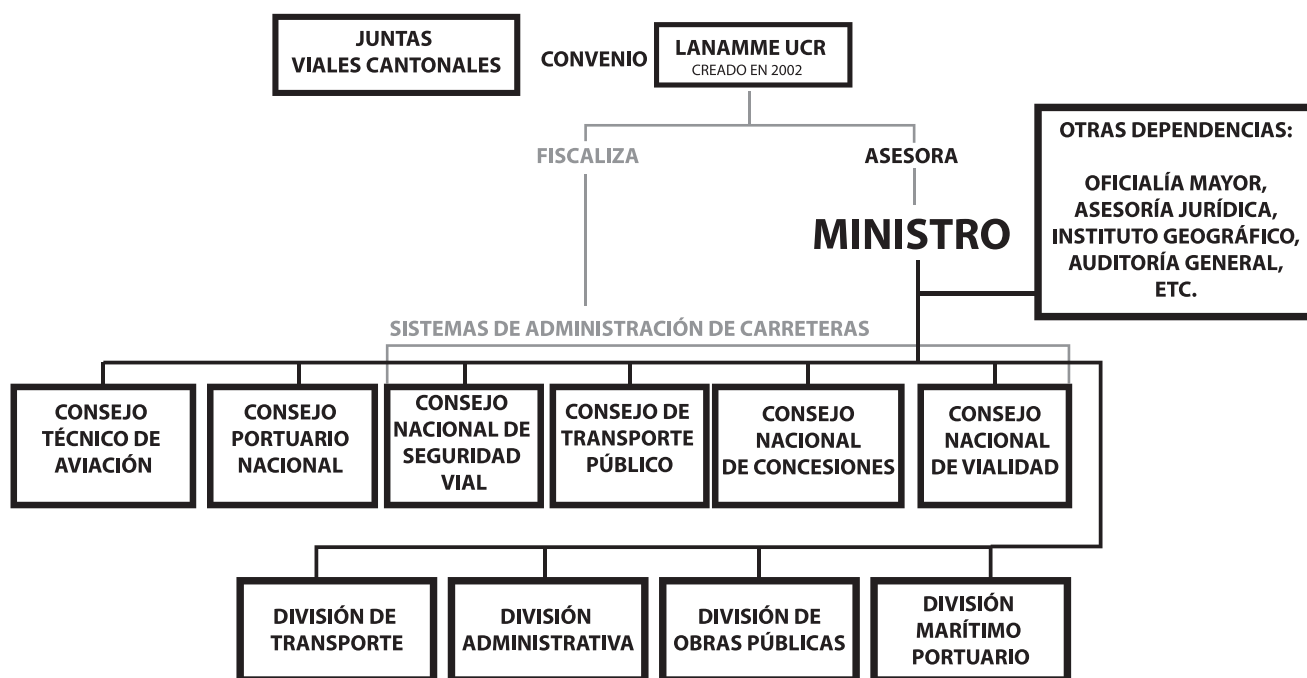 JUNTAS
VIALES CANTONALES
CONVENIO
LANAMME UCR
CREADO EN 2002
FISCALIZA
ASESORA
OTRAS DEPENDENCIAS:
OFICIALÍA MAYOR,
ASESORÍA JURÍDICA,
INSTITUTO GEOGRÁFICO,
AUDITORÍA GENERAL,
ETC.
MINISTRO
SISTEMAS DE ADMINISTRACIÓN DE CARRETERAS
CONSEJO
TÉCNICO DE
AVIACIÓN
CONSEJO
PORTUARIO
NACIONAL
CONSEJO
NACIONAL DE
SEGURIDAD
VIAL
CONSEJO DE
TRANSPORTE
PÚBLICO
CONSEJO
NACIONAL
DE CONCESIONES
CONSEJO
NACIONAL
DE VIALIDAD
DIVISIÓN DE
TRANSPORTE
DIVISIÓN
ADMINISTRATIVA
DIVISIÓN DE
OBRAS PÚBLICAS
DIVISIÓN
MARÍTIMO
PORTUARIO